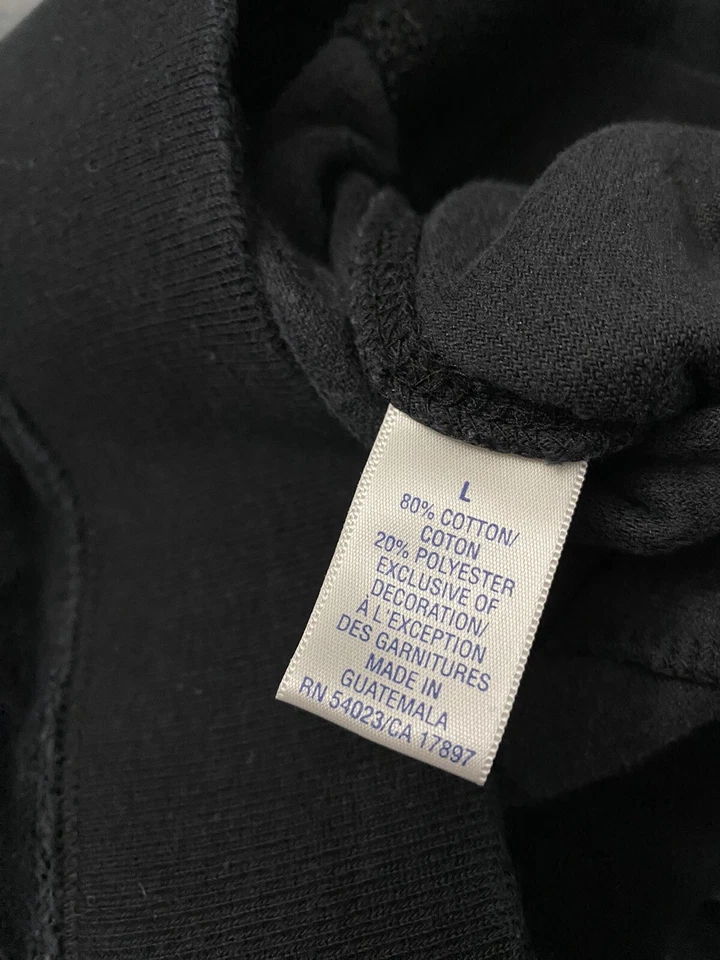 L
80% COTTON/
COTON
20% POLYESTER
EXCLUSIVE OF
DECORATION/
À L'EXCEPTION
DES GARNITURES
MADE IN
GUATEMALA
RN 54023/CA 17897